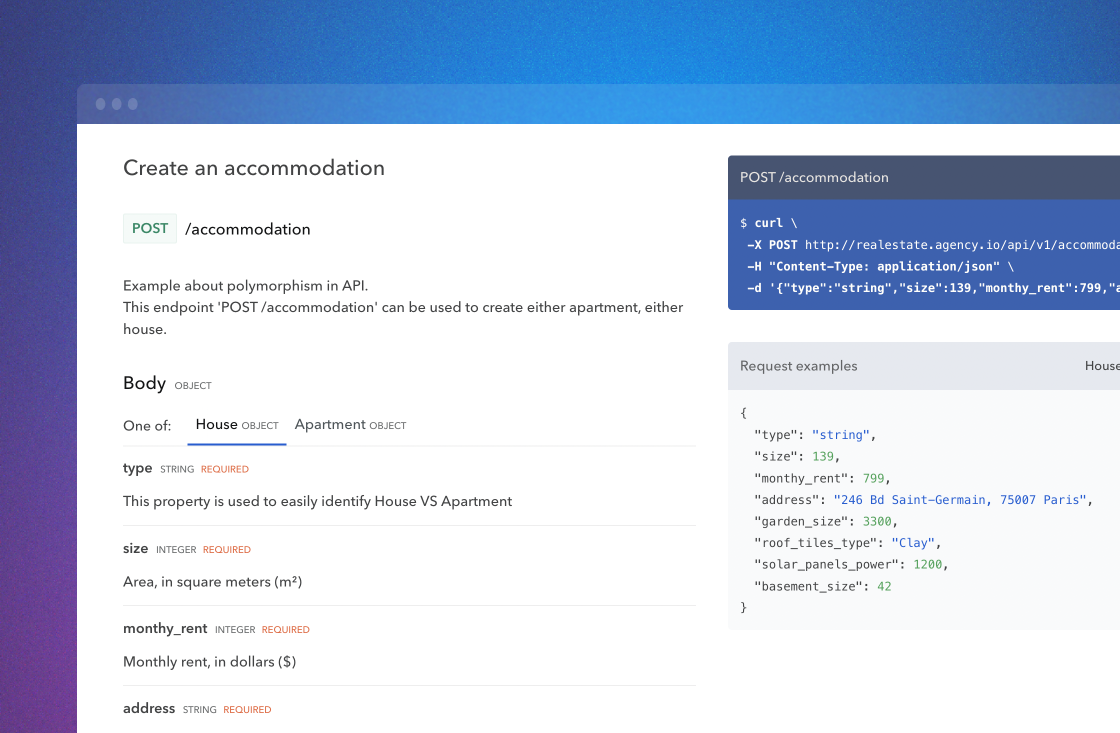 Create an accommodation
POST /accommodation
Example about polymorphism in API.
This endpoint 'POST /accommodation' can be used to create either apartment, either
house.
Body OBJECT
One of: House OBJECT Apartment OBJECT
type STRING REQUIRED
This property is used to easily identify House VS Apartment
size INTEGER REQUIRED
Area, in square meters (m²)
monthy_rent INTEGER REQUIRED
Monthly rent, in dollars ($)
address STRING REQUIRED
POST /accommodation
$ curl \
-X POST http://realestate.agency.io/api/v1/accommoda
-H "Content-Type: application/json" \
-d '{"type":"string","size":139,"monthy_rent":799,"a
Request examples House
{
"type": "string",
"size": 139,
"monthy_rent": 799,
"address": "246 Bd Saint-Germain, 75007 Paris",
"garden_size": 3300,
"roof_tiles_type": "Clay",
"solar_panels_power": 1200,
"basement_size": 42
}